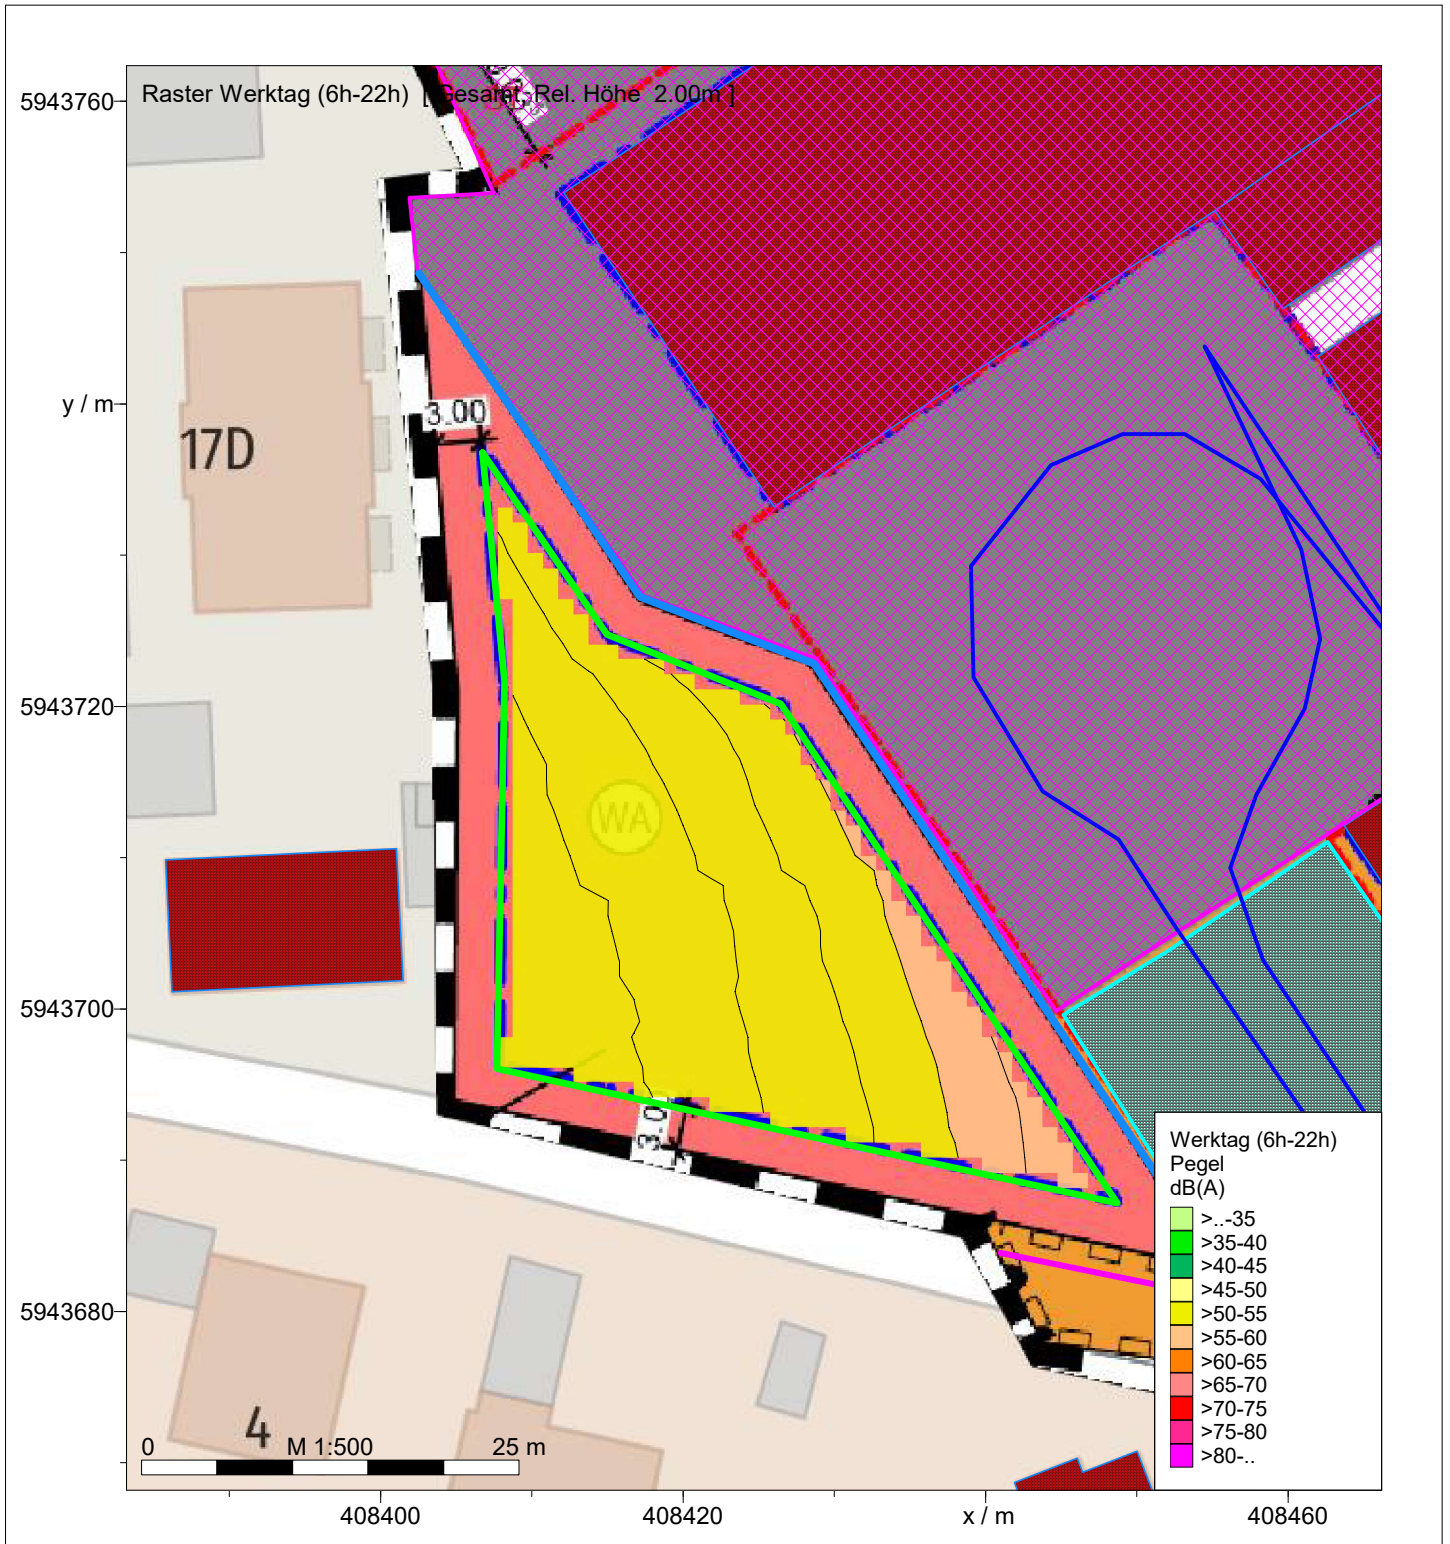 Raster Werktag (6h-22h) [ Gesamt, Rel. Höhe 2.00m ]
5943760
y / m
3.00
17D
5943720
WA
5943700
3.0
5943680
4
0 M 1:500 25 m
Werktag (6h-22h)
Pegel
dB(A)
>..-35
>35-40
>40-45
>45-50
>50-55
>55-60
>60-65
>65-70
>70-75
>75-80
>80-..
408400
408420
x / m
408460